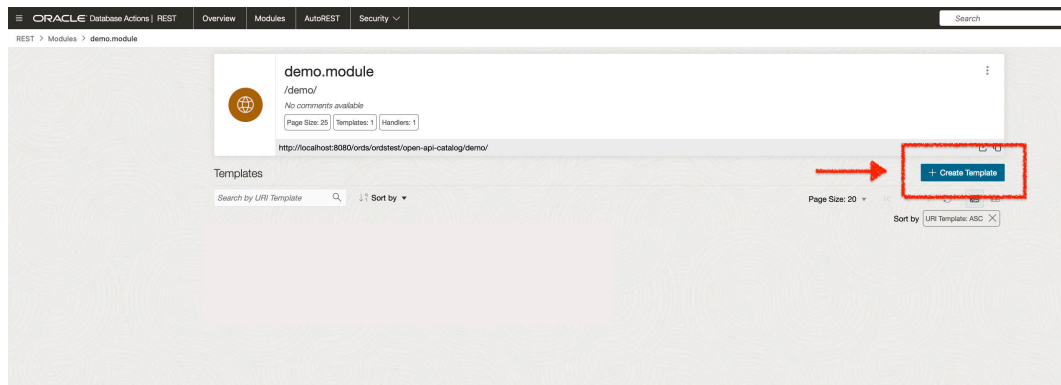 ORACLE Database Actions | REST Overview Modules AutoREST Security Search
REST > Modules > demo.module
demo.module
/demo/
No comments available
Page Size: 25 Templates: 1 Handlers: 1
http://localhost:8080/ords/ordstest/open-api-catalog/demo/
Templates
+ Create Template
Search by URI Template Sort by Page Size: 20
Sort by URI Template: ASC